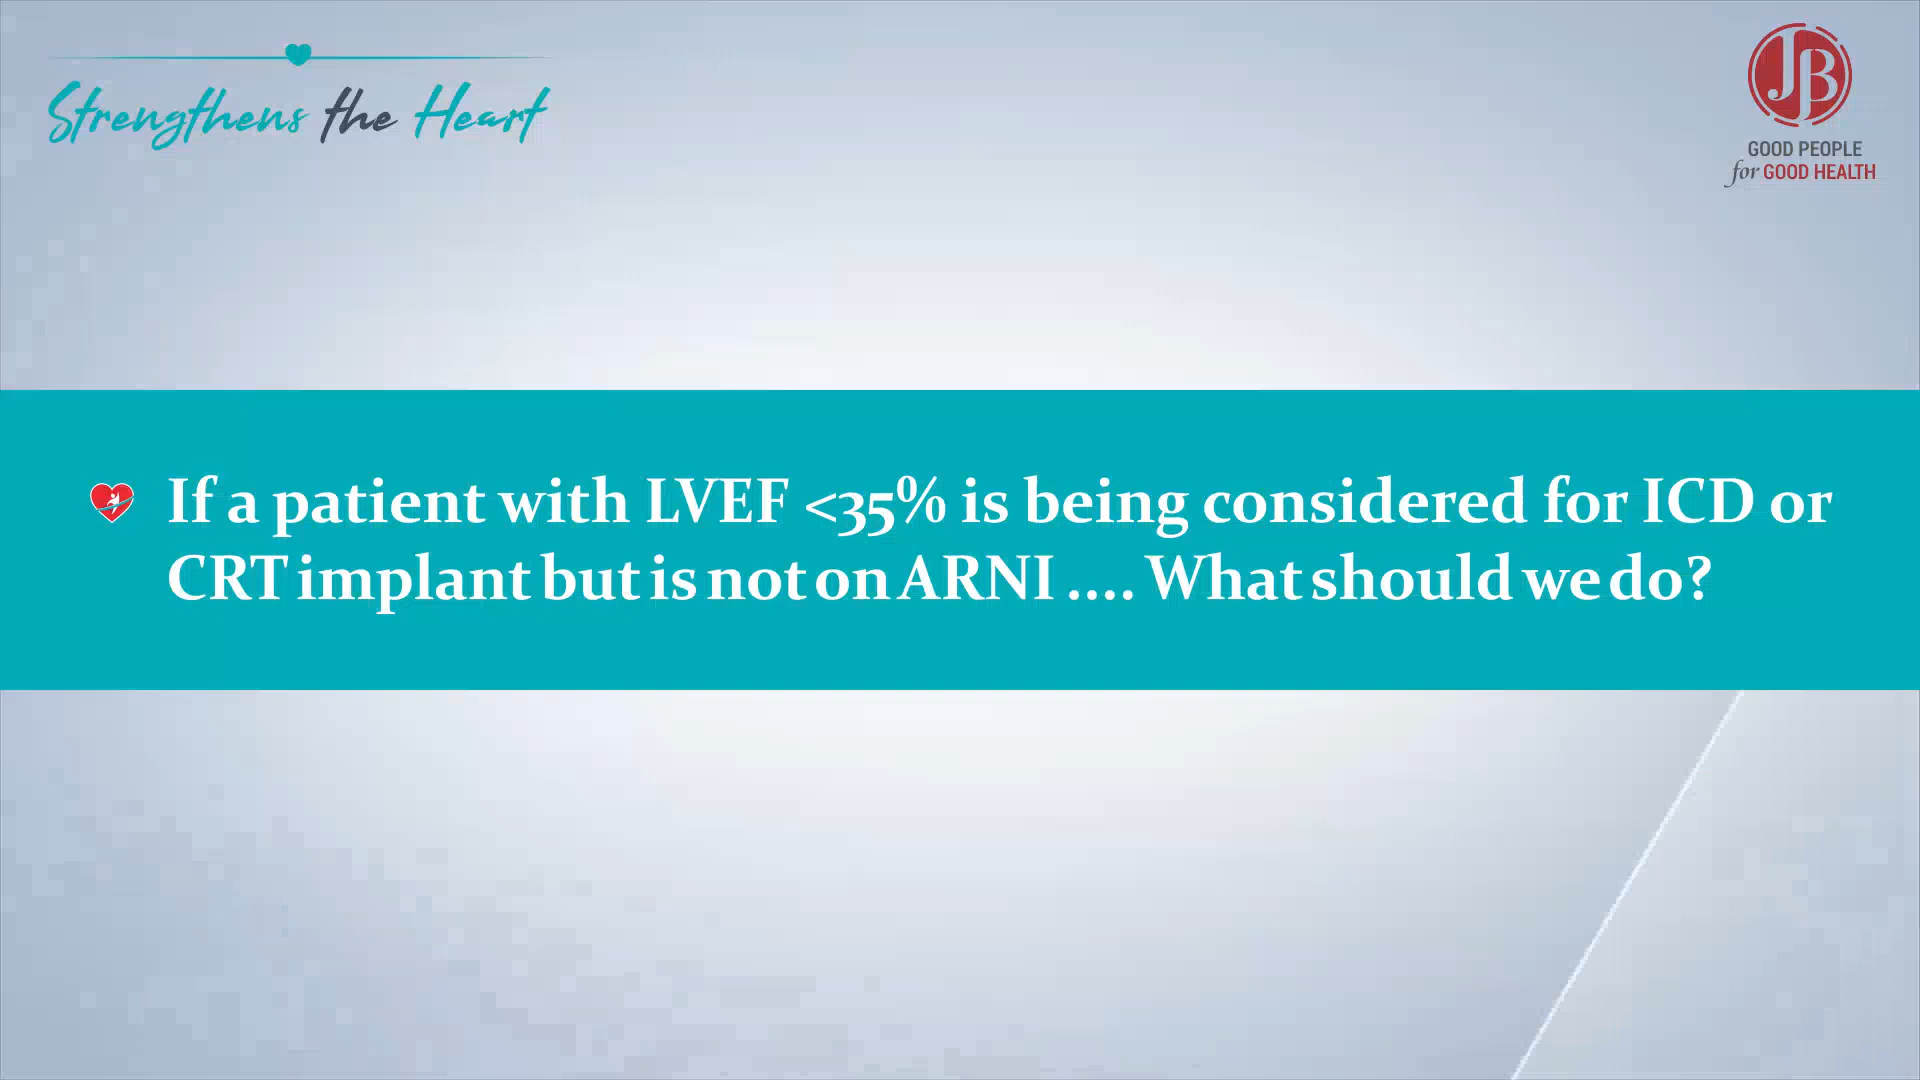 Strengthens the Heart
JB
GOOD PEOPLE
for GOOD HEALTH
If a patient with LVEF <35% is being considered for ICD or
CRT implant but is not on ARNI .... What should we do?